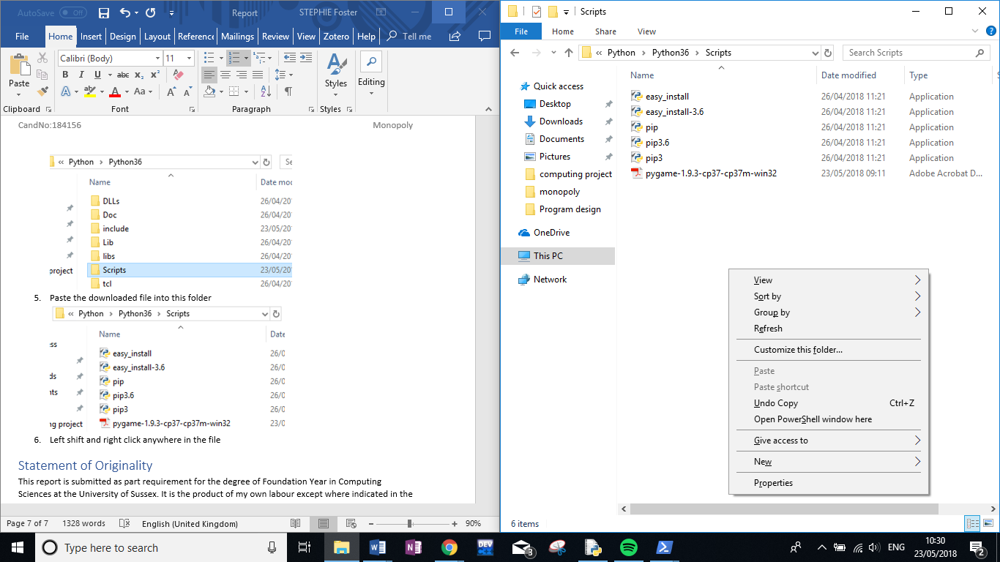 AutoSave Off Report STEPHIE Foster
File Home Insert Design Layout Reference Mailings Review View Zotero Help Tell me
Paste
Calibri (Body) 11
B I U abc x₂ x²
A A Aa A A
Styles
Editing
Clipboard Font Paragraph Styles
CandNo:184156 Monopoly
« Python > Python36
Name Date mod
DLLs 26/04/20
Doc 26/04/20
include 23/05/20
Lib 26/04/20
libs 26/04/20
project Scripts 23/05/20
tcl 26/04/20
5. Paste the downloaded file into this folder
« Python > Python36 > Scripts
Name Date
ess
easy_install 26/0
easy_install-3.6 26/0
ds pip 26/0
nts pip3.6 26/0
pip3 26/0
ng project pygame-1.9.3-cp37-cp37m-win32 23/0
6. Left shift and right click anywhere in the file
Statement of Originality
This report is submitted as part requirement for the degree of Foundation Year in Computing
Sciences at the University of Sussex. It is the product of my own labour except where indicated in the
Page 7 of 7 1328 words English (United Kingdom) 90%
Scripts
File Home Share View
« Python > Python36 > Scripts Search Scripts
Quick access
Desktop
Downloads
Documents
Pictures
computing project
monopoly
Program design
OneDrive
This PC
Network
Name Date modified Type S
easy_install 26/04/2018 11:21 Application
easy_install-3.6 26/04/2018 11:21 Application
pip 26/04/2018 11:21 Application
pip3.6 26/04/2018 11:21 Application
pip3 26/04/2018 11:21 Application
pygame-1.9.3-cp37-cp37m-win32 23/05/2018 09:11 Adobe Acrobat D...
View
Sort by
Group by
Refresh
Customize this folder...
Paste
Paste shortcut
Undo Copy Ctrl+Z
Open PowerShell window here
Give access to
New
Properties
6 items
Type here to search
DEV
3
ENG
10:30
23/05/2018
2